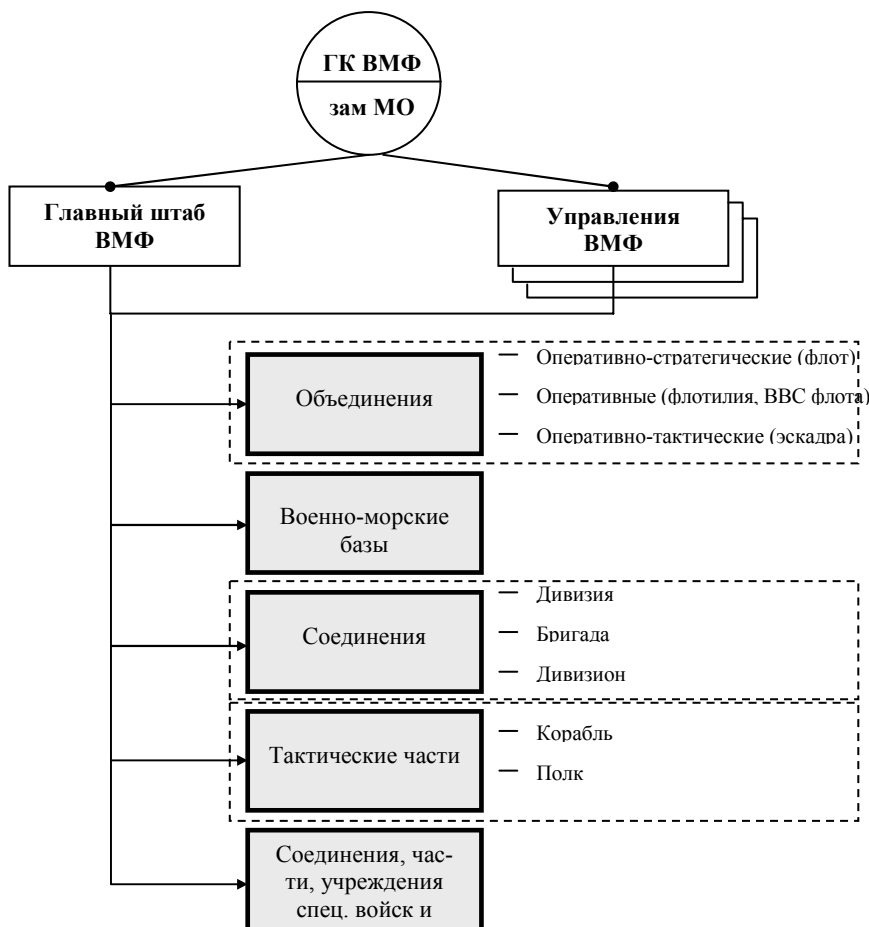 ГК ВМФ
зам МО
Главный штаб
ВМФ
Управления
ВМФ
Объединения
— Оперативно-стратегические (флот)
— Оперативные (флотилия, ВВС флота)
— Оперативно-тактические (эскадра)
Военно-морские
базы
Соединения
— Дивизия
— Бригада
— Дивизион
Тактические части
— Корабль
— Полк
Соединения, час-
ти, учреждения
спец. войск и